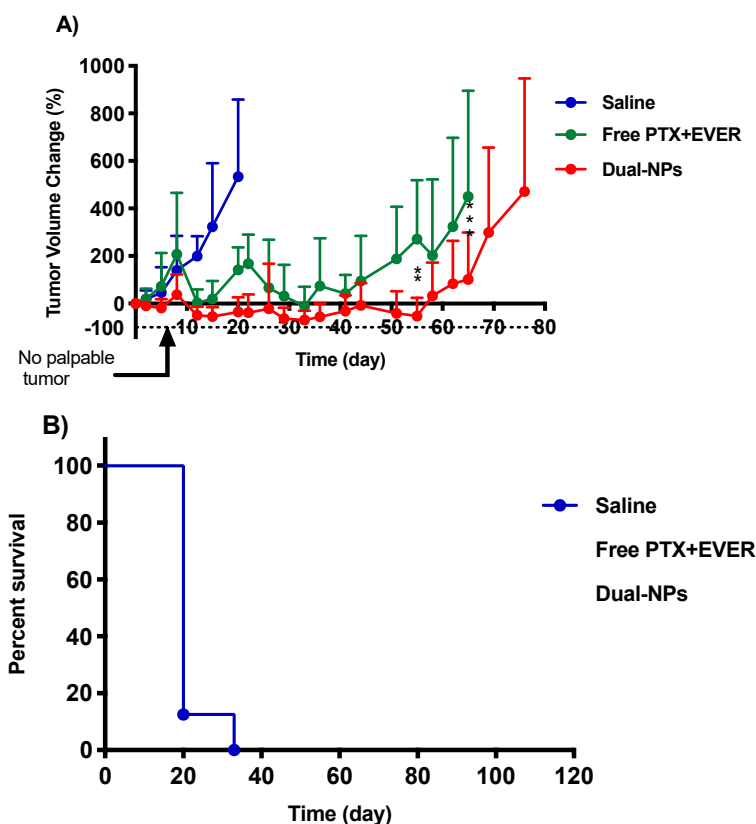 A)
1000
800
600
400
200
0
-100
Tumor Volume Change (%)
Saline
Free PTX+EVER
Dual-NPs
***
**
10 20 30 40 50 60 70 80
Time (day)
No palpable
tumor
B)
100
80
60
40
20
0
Percent survival
Saline
Free PTX+EVER
Dual-NPs
0 20 40 60 80 100 120
Time (day)